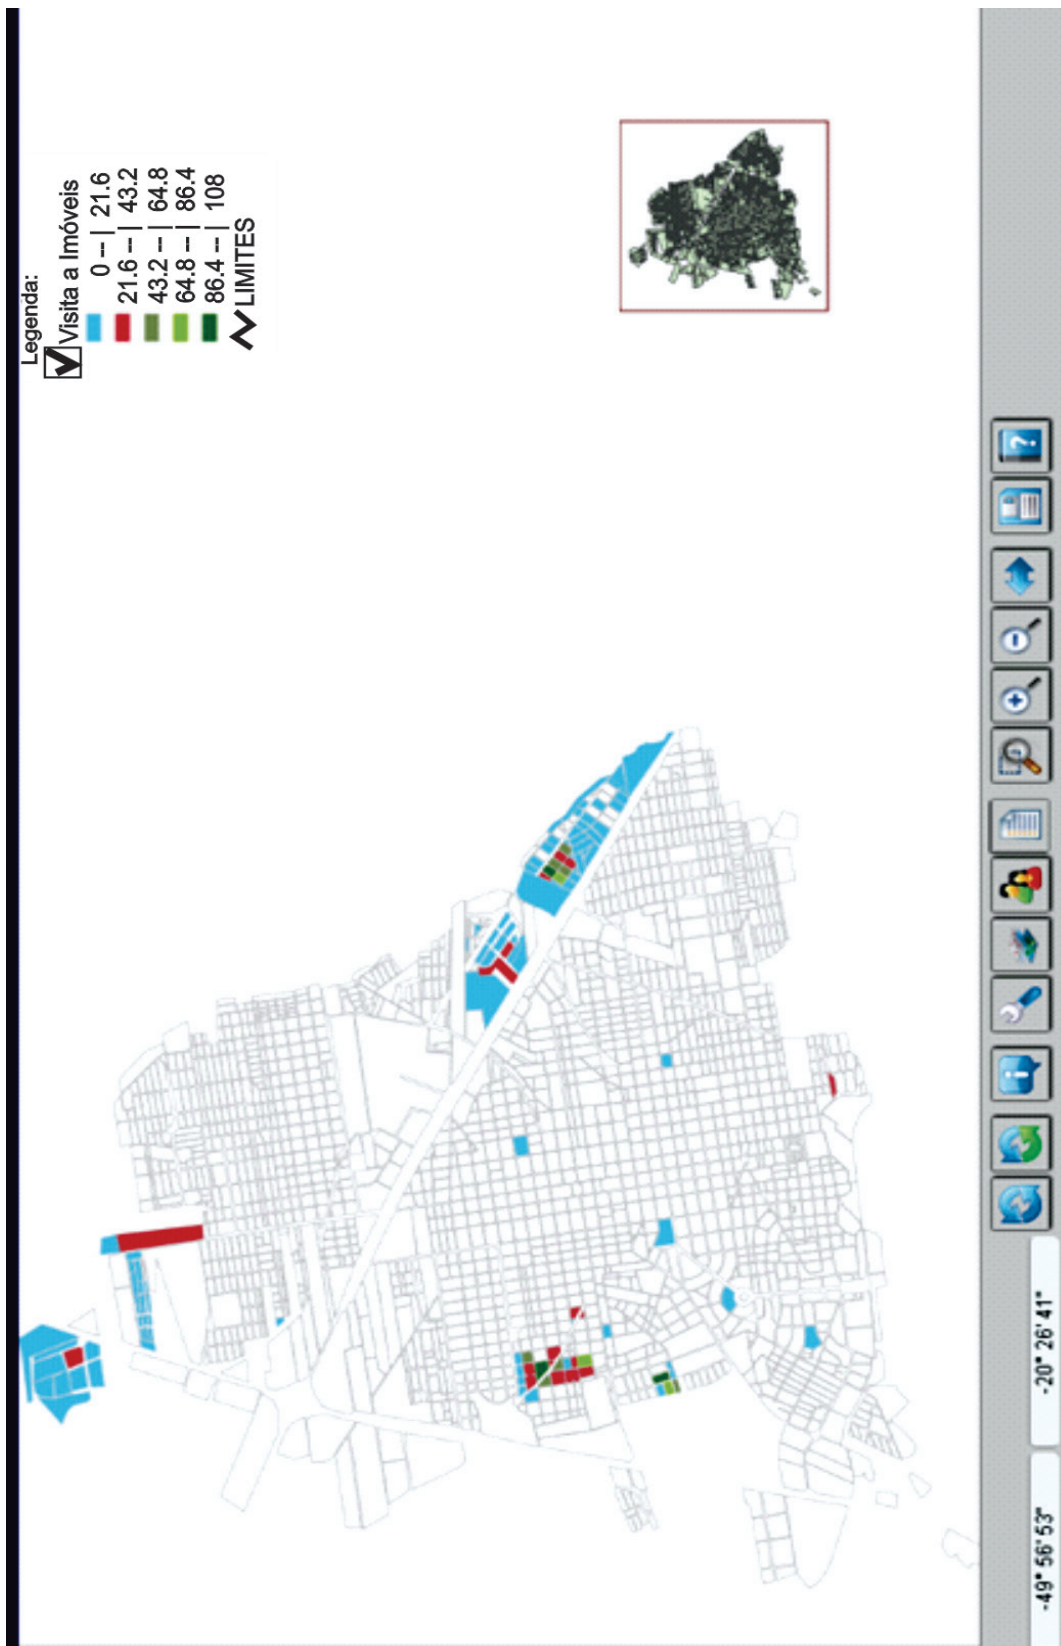 Legenda:
Visita a Imóveis
0 -- | 21.6
21.6 -- | 43.2
43.2 -- | 64.8
64.8 -- | 86.4
86.4 -- | 108
LIMITES
-49° 56' 53"
-20° 26' 41"